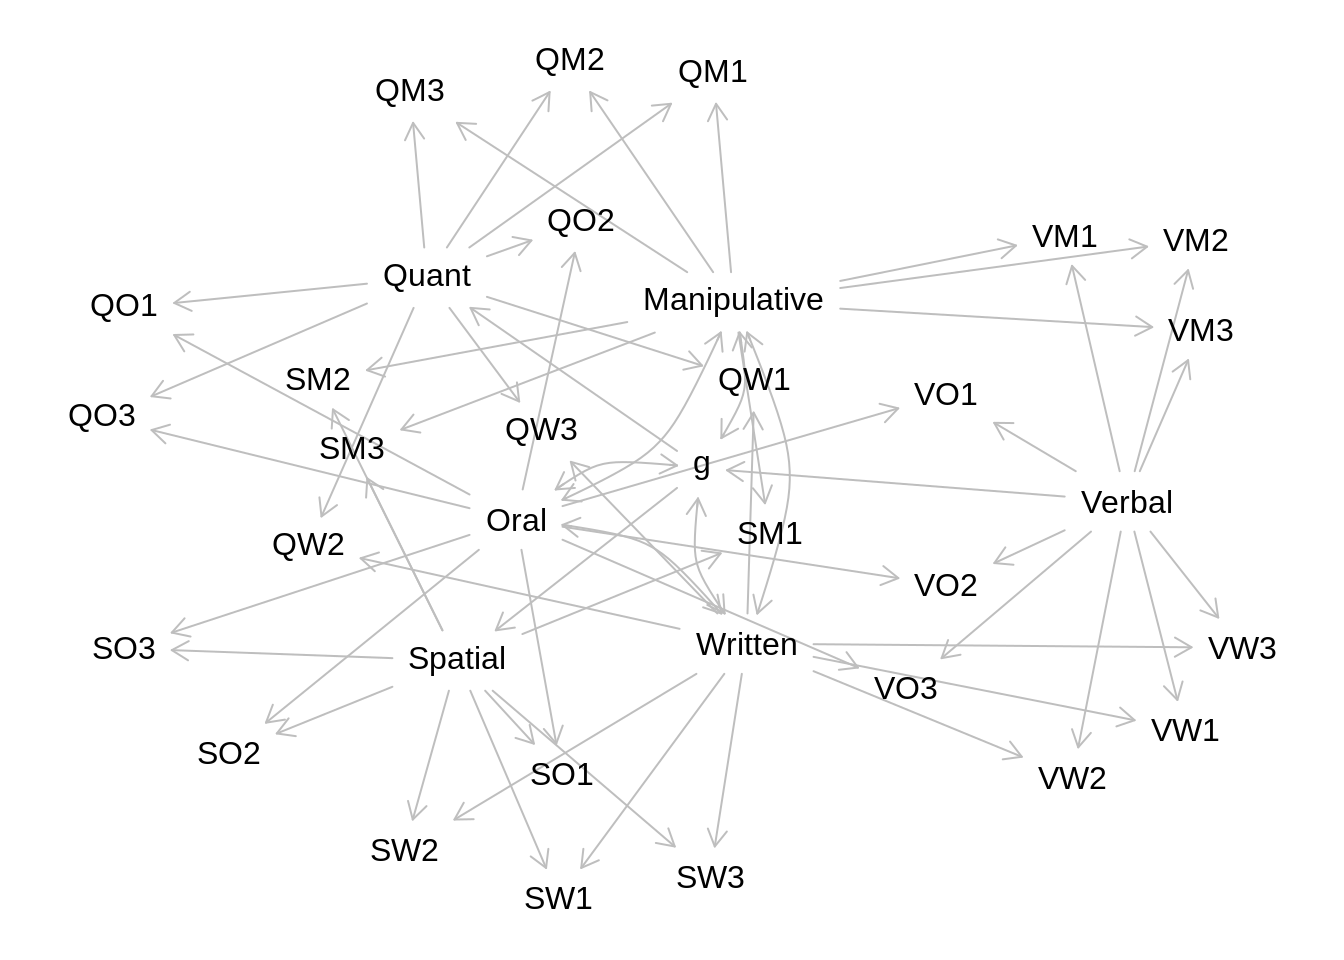 QM2
QM1
QM3
QO2
VM1
VM2
Quant
Manipulative
QO1
VM3
SM2
QW1
VO1
QO3
QW3
SM3
g
Verbal
Oral
SM1
QW2
VO2
Written
SO3
VW3
Spatial
VO3
VW1
SO2
SO1
VW2
SW2
SW3
SW1